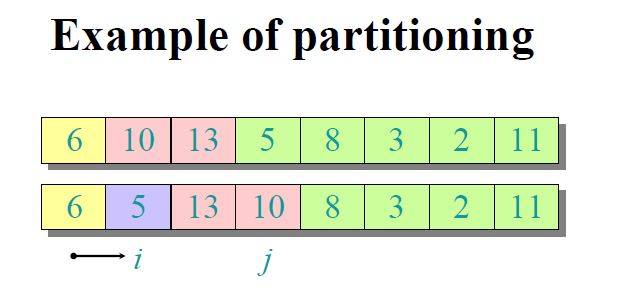 Example of partitioning
6 10 13 5 8 3 2 11
6 5 13 10 8 3 2 11
i j